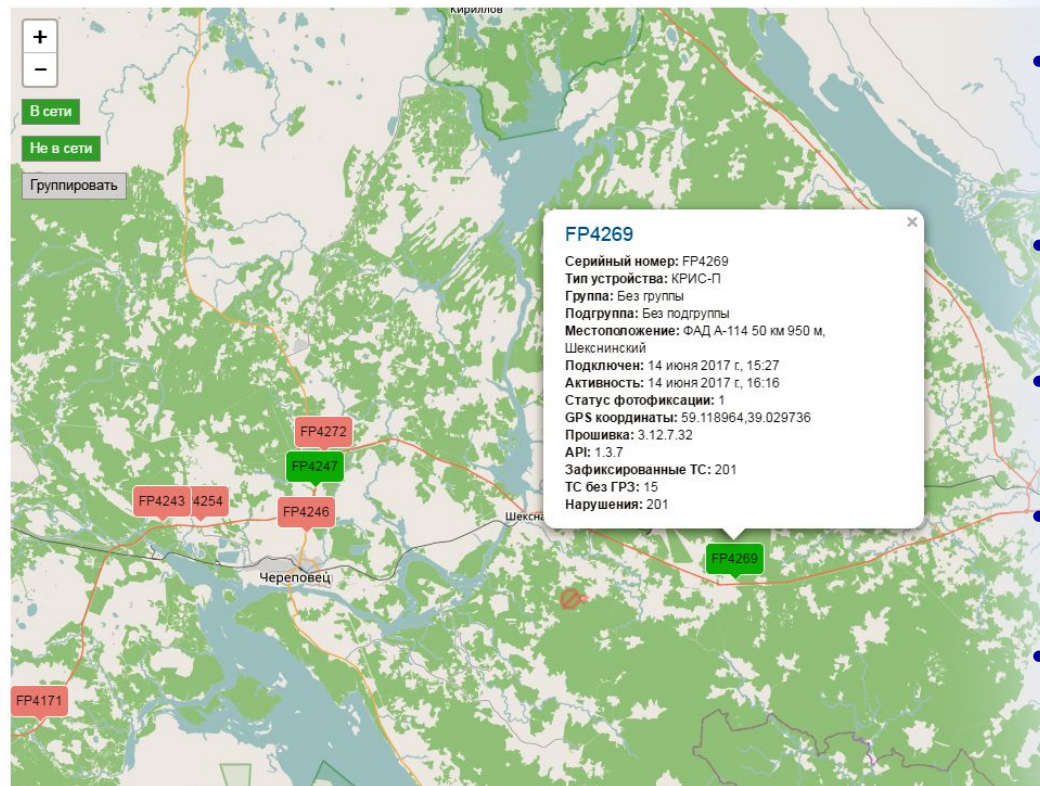 Кириллов
+
−
В сети
Не в сети
Группировать
FP4269
Серийный номер: FP4269
Тип устройства: КРИС-П
Группа: Без группы
Подгруппа: Без подгруппы
Местоположение: ФАД А-114 50 км 950 м,
Шекснинский
Подключен: 14 июня 2017 г., 15:27
Активность: 14 июня 2017 г., 16:16
Статус фотофиксации: 1
GPS координаты: 59.118964,39.029736
Прошивка: 3.12.7.32
API: 1.3.7
Зафиксированные ТС: 201
ТС без ГРЗ: 15
Нарушения: 201
FP4272
FP4247
FP4243
4254
FP4246
Шексна
FP4269
Череповец
FP4171